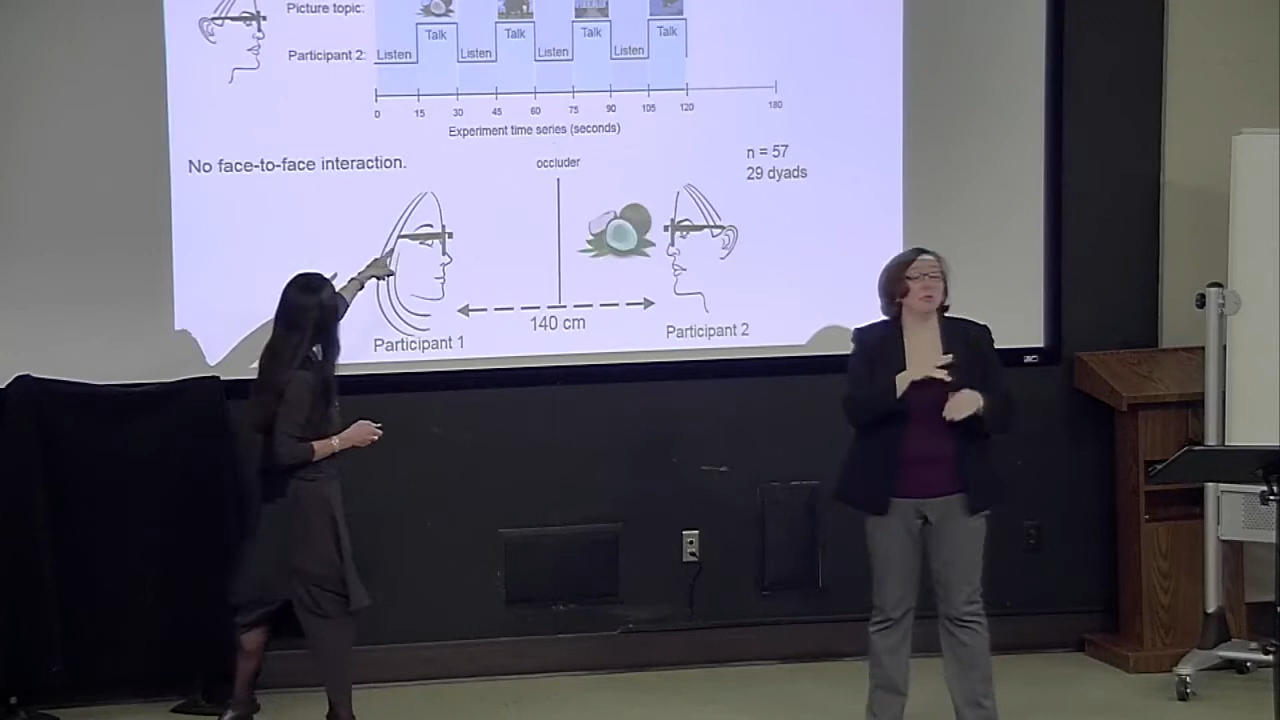 Picture topic:
Talk Talk Talk Talk
Participant 2: Listen Listen Listen Listen
0 15 30 45 60 75 90 105 120 180
Experiment time series (seconds)
No face-to-face interaction.
occluder
n = 57
29 dyads
140 cm
Participant 1
Participant 2